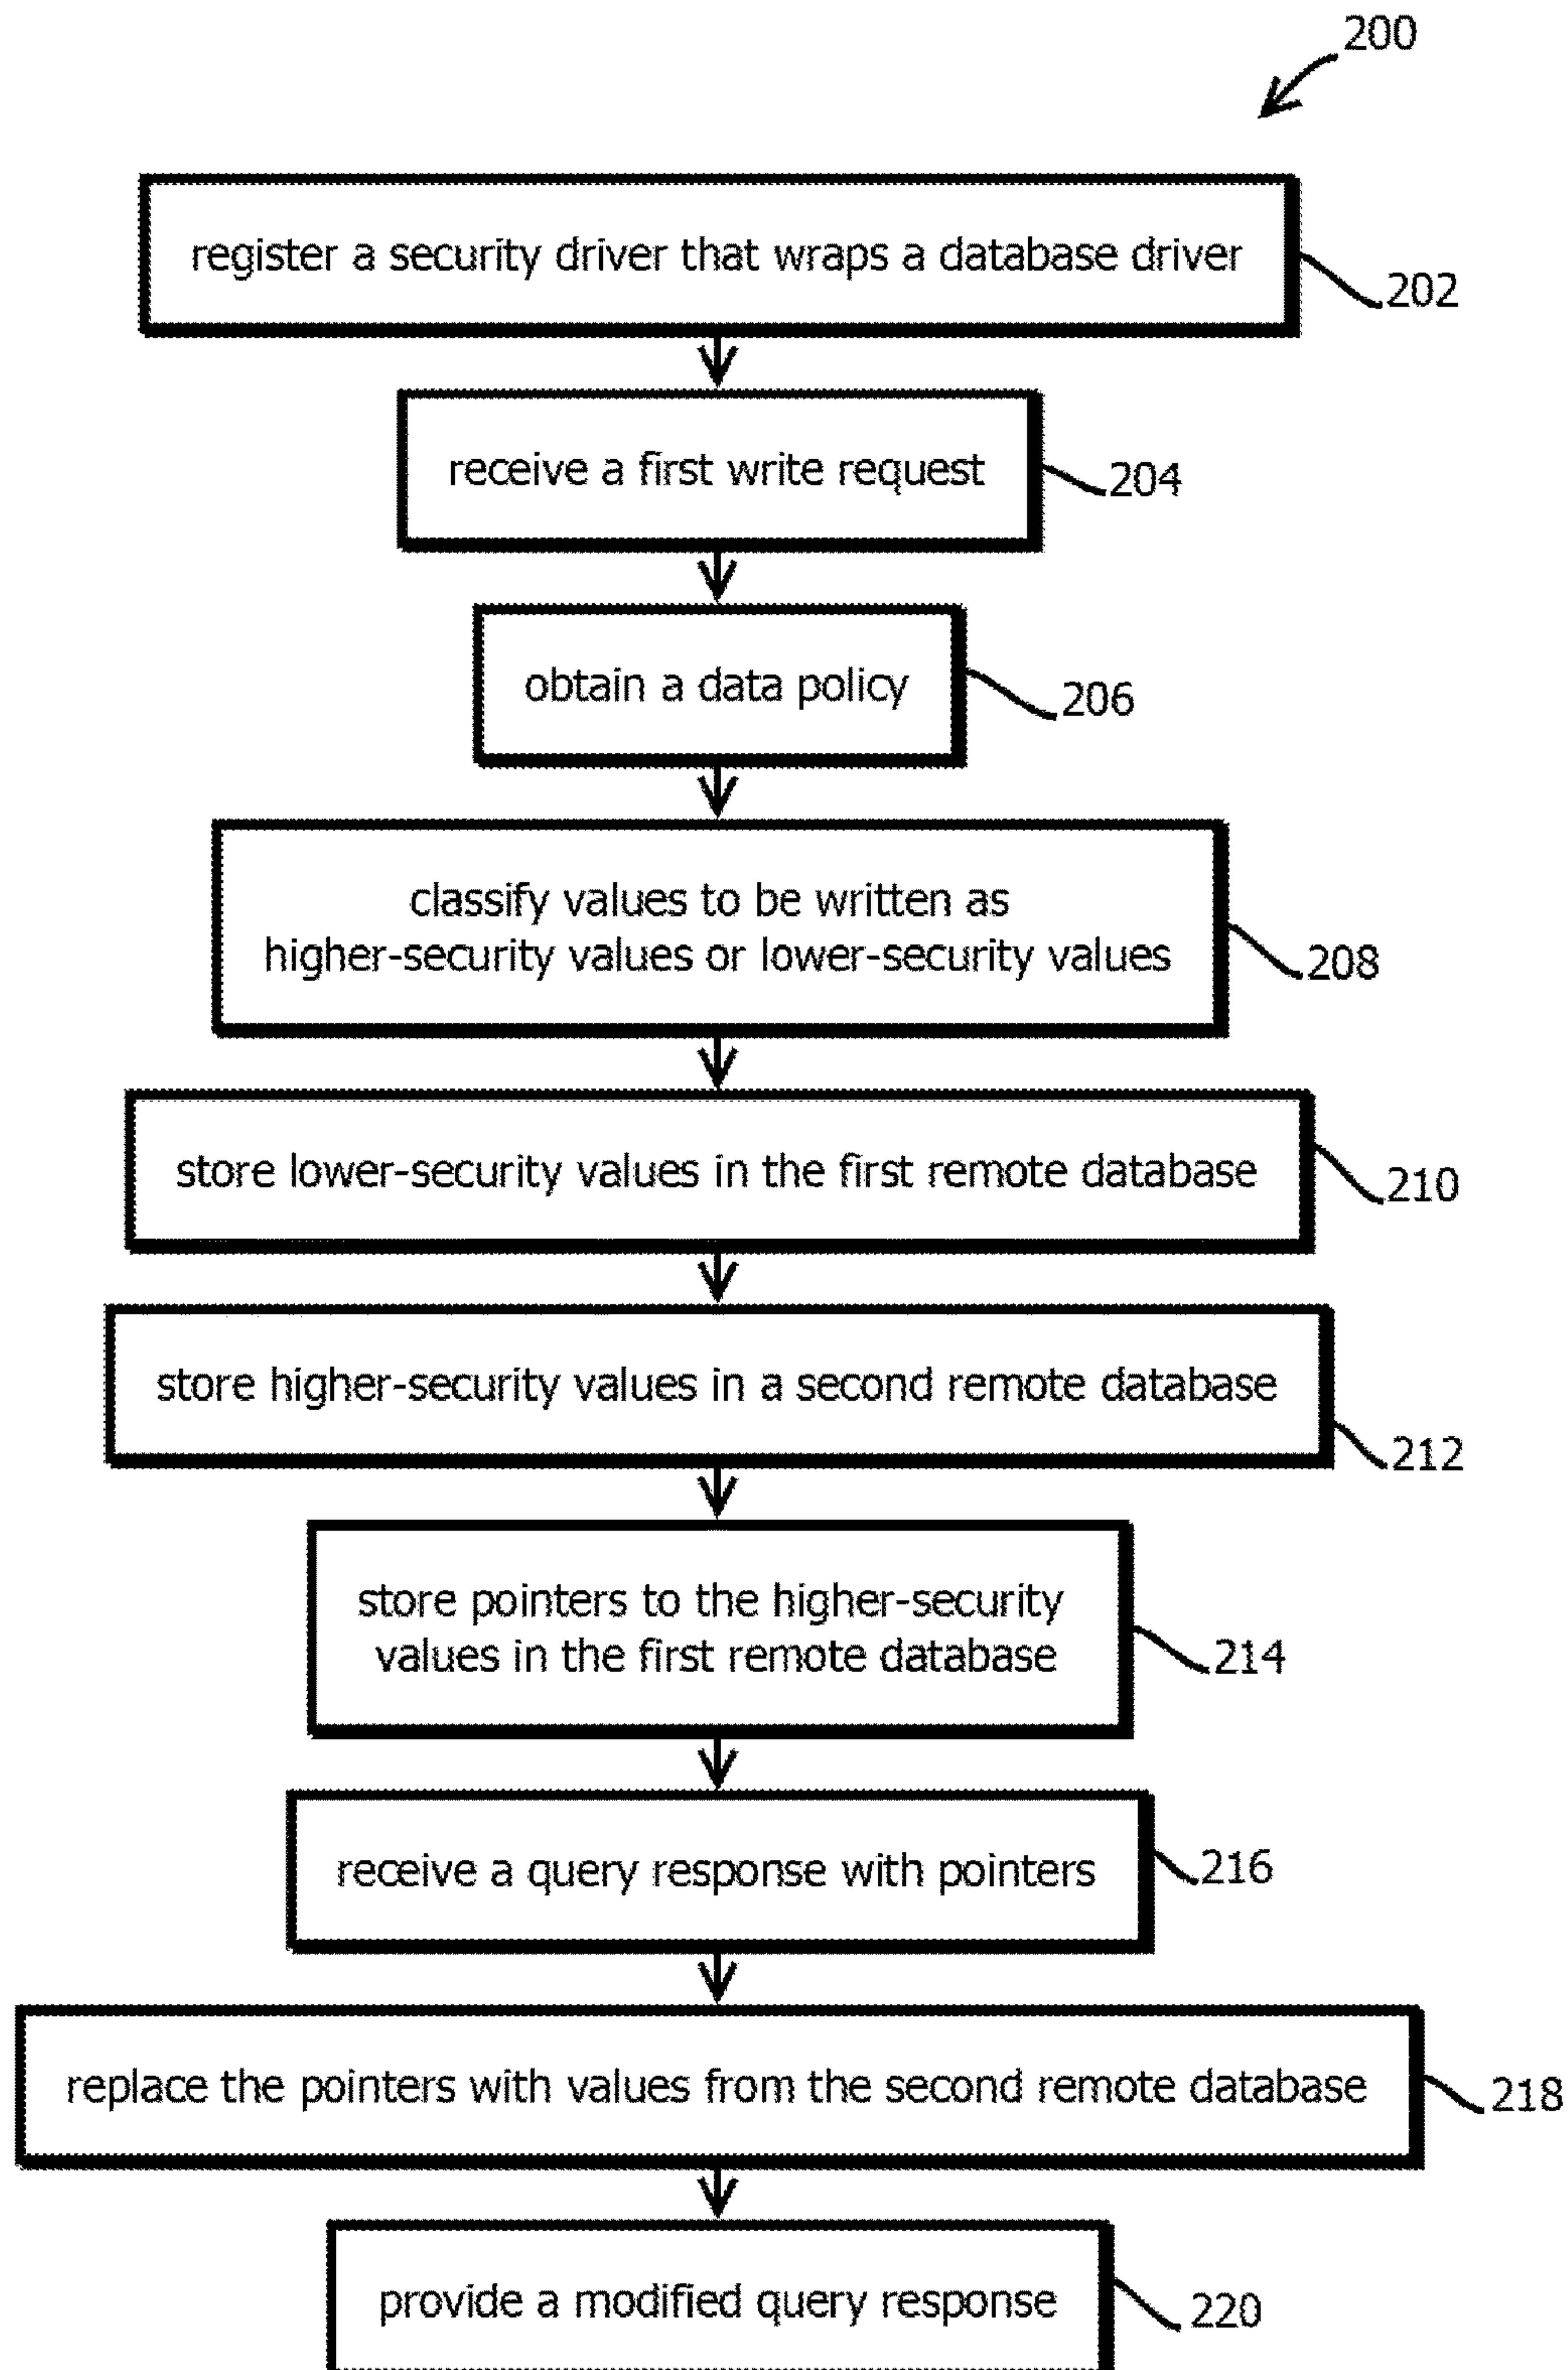 200
register a security driver that wraps a database driver
202
receive a first write request
204
obtain a data policy
206
classify values to be written as
higher-security values or lower-security values
208
store lower-security values in the first remote database
210
store higher-security values in a second remote database
212
store pointers to the higher-security
values in the first remote database
214
receive a query response with pointers
216
replace the pointers with values from the second remote database
218
provide a modified query response
220